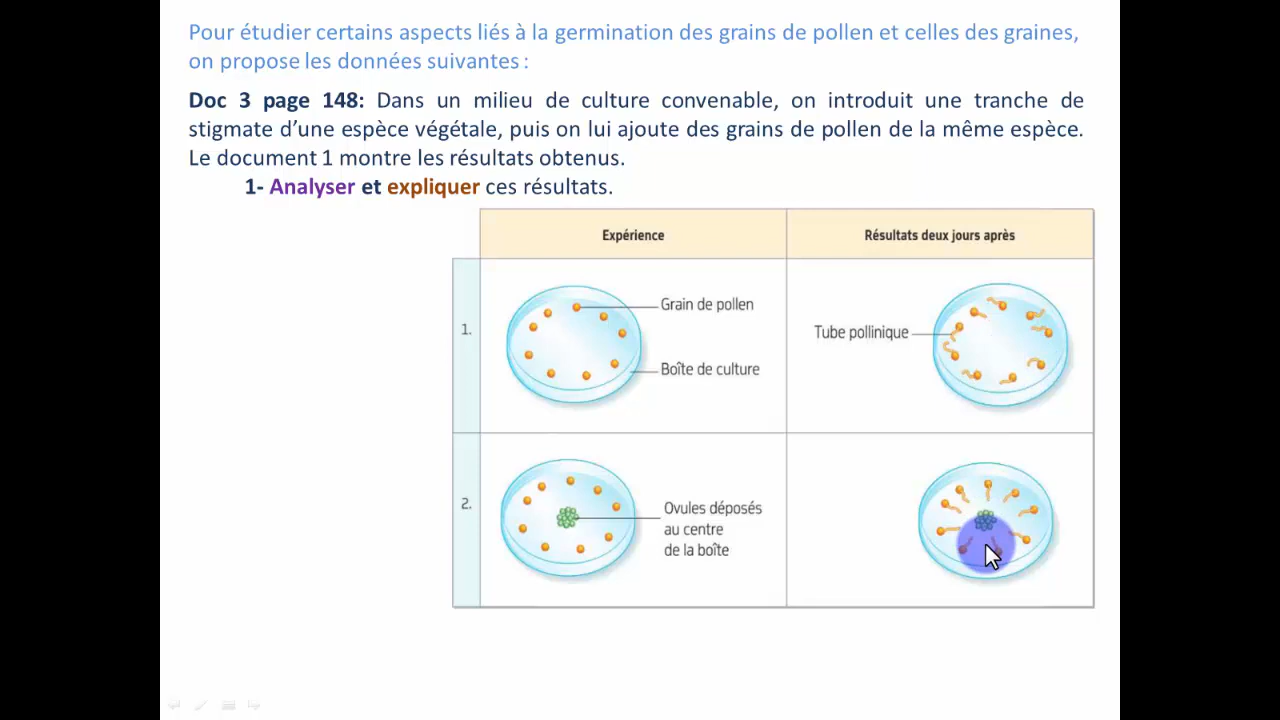 Pour étudier certains aspects liés à la germination des grains de pollen et celles des graines,
on propose les données suivantes :
Doc 3 page 148: Dans un milieu de culture convenable, on introduit une tranche de
stigmate d’une espèce végétale, puis on lui ajoute des grains de pollen de la même espèce.
Le document 1 montre les résultats obtenus.
1- Analyser et expliquer ces résultats.
Expérience
Résultats deux jours après
1.
Grain de pollen
Boîte de culture
Tube pollinique
2.
Ovules déposés
au centre
de la boîte